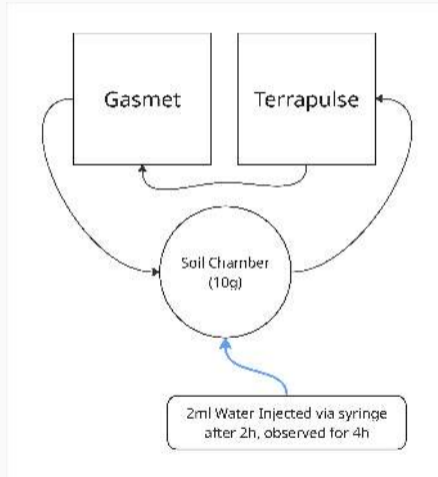 Gasmet
Terrapulse
Soil Chamber
(10g)
2ml Water Injected via syringe
after 2h, observed for 4h